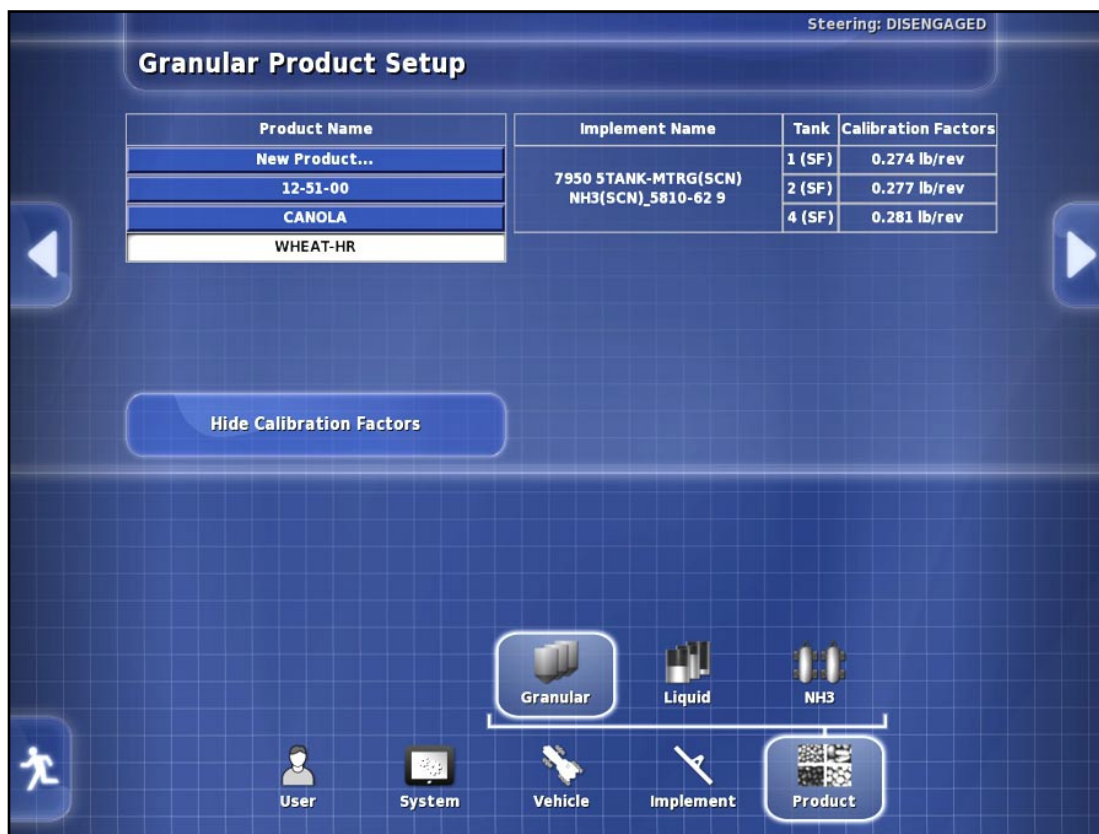 Steering: DISENGAGED
Granular Product Setup
Product Name
Implement Name
Tank
Calibration Factors
New Product...
12-51-00
CANOLA
WHEAT-HR
7950 5TANK-MTRG(SCN)
NH3(SCN)_5810-62 9
1 (SF)
0.274 lb/rev
2 (SF)
0.277 lb/rev
4 (SF)
0.281 lb/rev
Hide Calibration Factors
Granular
Liquid
NH3
User
System
Vehicle
Implement
Product